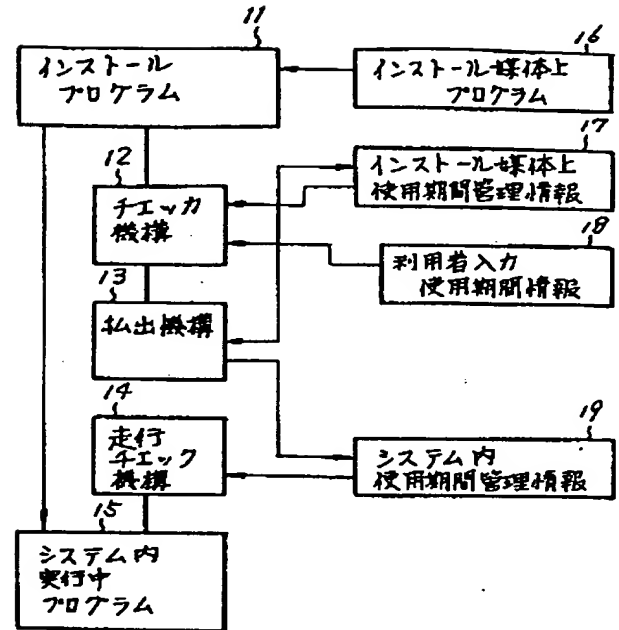 11
インストール
プログラム
16
インストール媒体上
プログラム
12
チェッカ
機構
17
インストール媒体上
使用期間管理情報
18
利用者入力
使用期間情報
13
払出機構
14
走行
チェック
機構
19
システム内
使用期間管理情報
15
システム内
実行中
プログラム